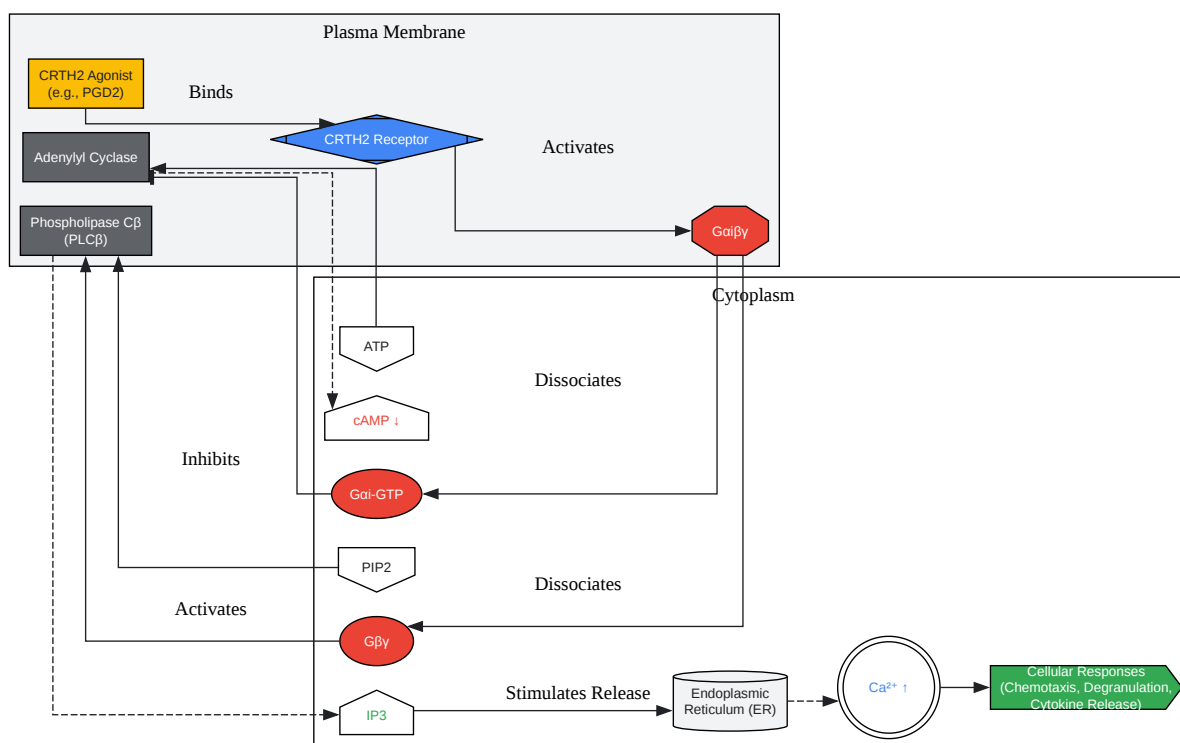 Plasma Membrane
CRTH2 Agonist
(e.g., PGD2)
Binds
CRTH2 Receptor
Activates
Adenylyl Cyclase
Phospholipase Cβ
(PLCβ)
Gαiβγ
Cytoplasm
ATP
Dissociates
cAMP ↓
Inhibits
Gαi-GTP
PIP2
Dissociates
Activates
Gβγ
IP3
Stimulates Release
Endoplasmic
Reticulum (ER)
Ca²⁺ ↑
Cellular Responses
(Chemotaxis, Degranulation,
Cytokine Release)